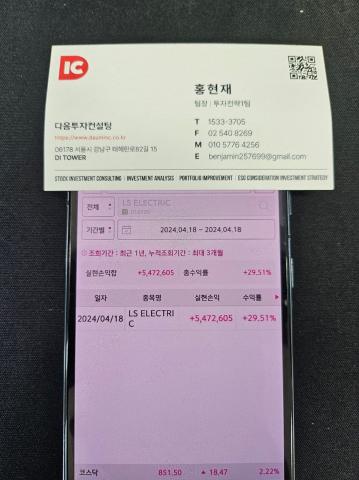 IC
홍현재
팀장 | 투자전략1팀
다음투자컨설팅
https://www.dauminc.co.kr
06178 서울시 강남구 테헤란로82길 15
DI TOWER
T 1533-3705
F 02 540 8269
M 010 5776 4256
E benjamin257699@gmail.com
STOCK INVESTMENT CONSULTING | INVESTMENT ANALYSIS | PORTFOLIO IMPROVEMENT | ESG CONSIDERATION INVESTMENT STRATEGY
전체 LS ELECTRIC
기간별 2024.04.18 ~ 2024.04.18
조회기간 : 최근 1년, 누적조회기간 : 최대 3개월
실현손익합 +5,472,605 총수익률 +29.51%
일자 종목명 실현손익 수익률
2024/04/18 LS ELECTRI
C +5,472,605 +29.51%
코스닥 851.50 ▲ 18.47 2.22%